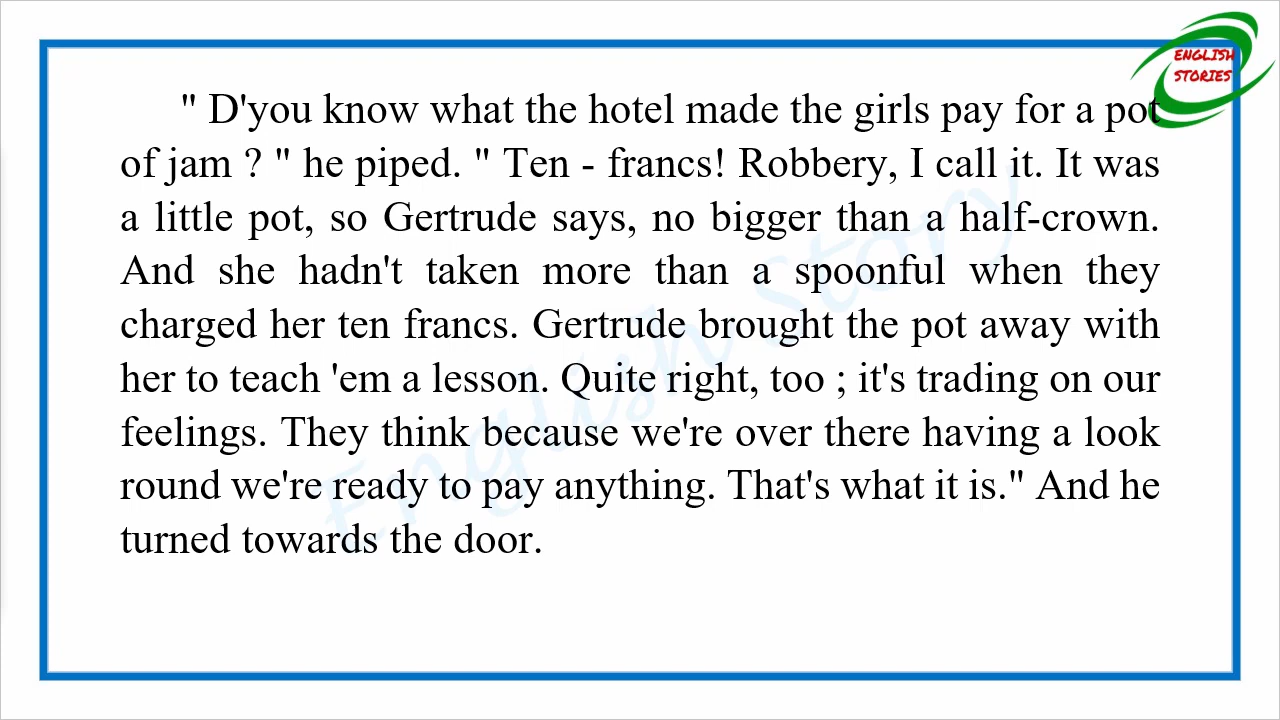 ENGLISH
STORIES
" D'you know what the hotel made the girls pay for a pot
of jam ? " he piped. " Ten - francs! Robbery, I call it. It was
a little pot, so Gertrude says, no bigger than a half-crown.
And she hadn't taken more than a spoonful when they
charged her ten francs. Gertrude brought the pot away with
her to teach 'em a lesson. Quite right, too ; it's trading on our
feelings. They think because we're over there having a look
round we're ready to pay anything. That's what it is." And he
turned towards the door.
English Story